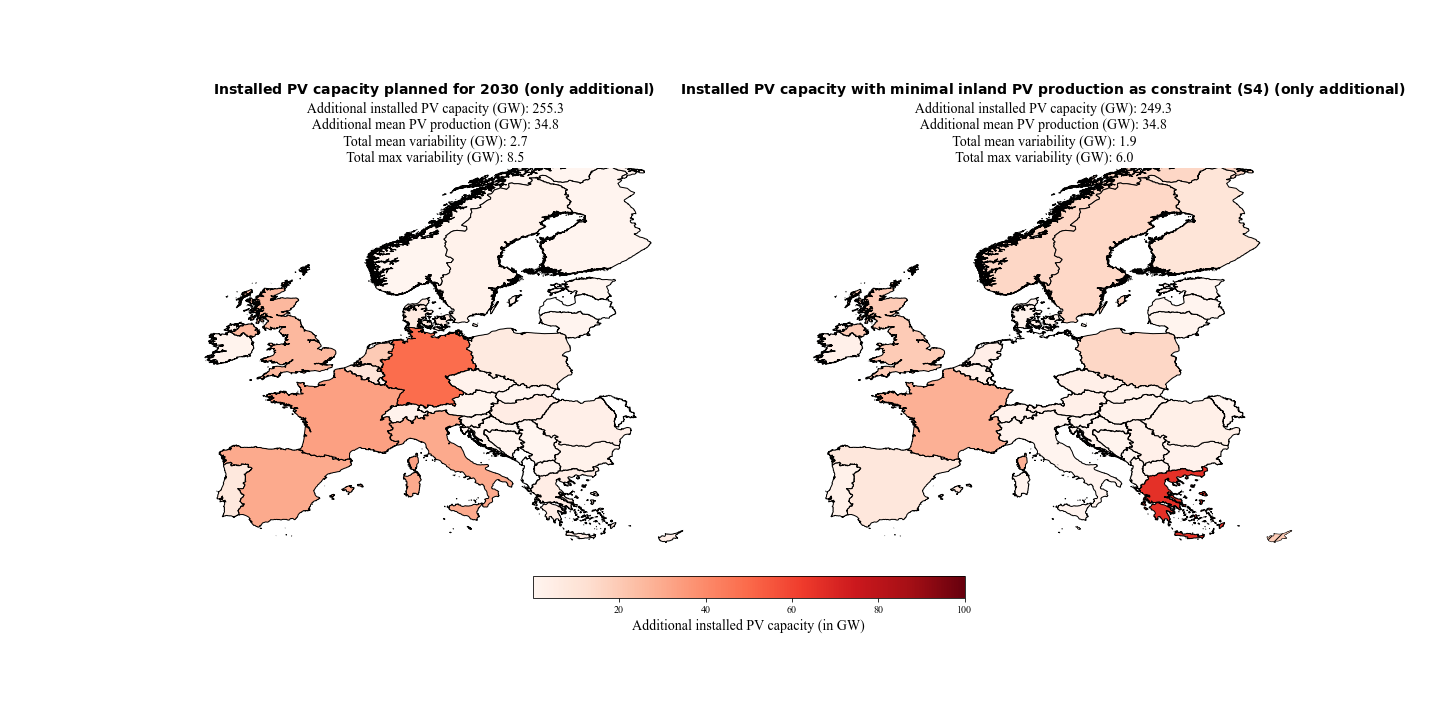 Installed PV capacity planned for 2030 (only additional)
Additional installed PV capacity (GW): 255.3
Additional mean PV production (GW): 34.8
Total mean variability (GW): 2.7
Total max variability (GW): 8.5
Installed PV capacity with minimal inland PV production as constraint (S4) (only additional)
Additional installed PV capacity (GW): 249.3
Additional mean PV production (GW): 34.8
Total mean variability (GW): 1.9
Total max variability (GW): 6.0
20 40 60 80 100
Additional installed PV capacity (in GW)